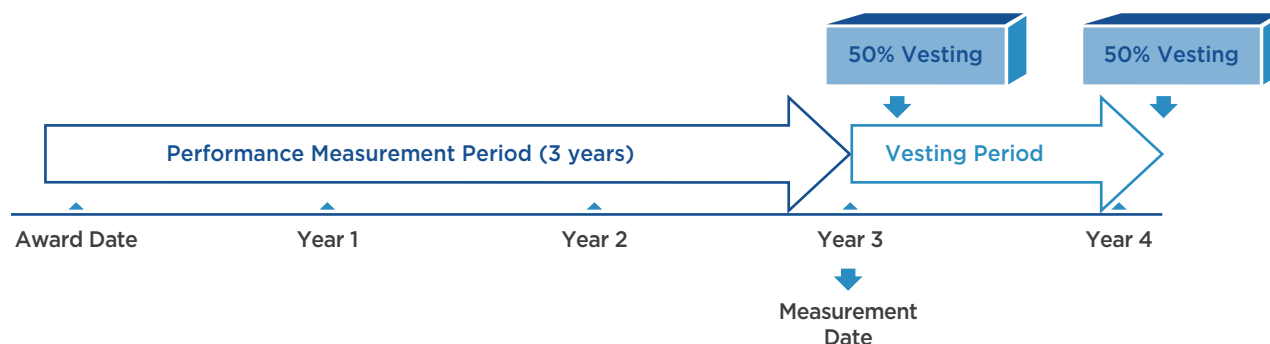 50% Vesting
50% Vesting
Performance Measurement Period (3 years)
Vesting Period
Award Date
Year 1
Year 2
Year 3
Year 4
Measurement
Date